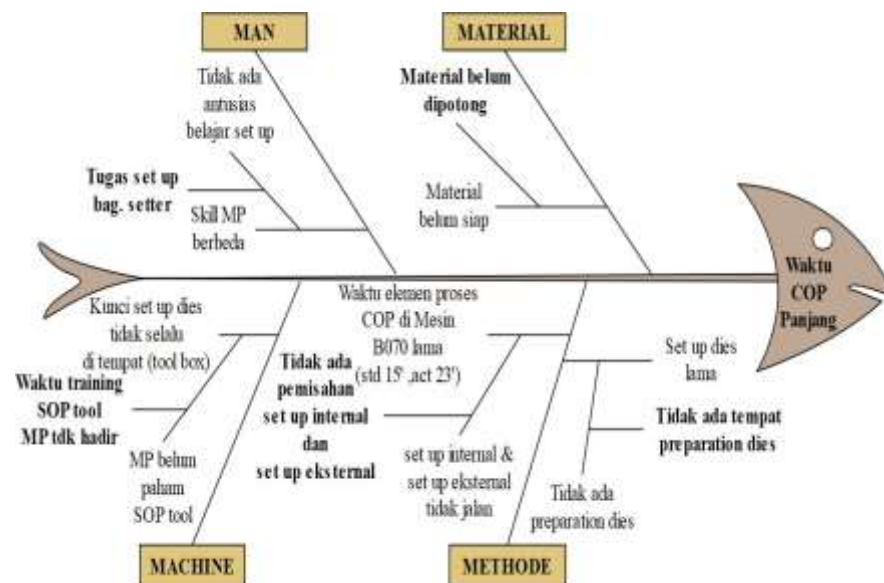 MAN
MATERIAL
Tidak ada
antusias
belajar set up
Material belum
dipotong
Tugas set up
bag. setter
Skill MP
berbeda
Material
belum siap
Waktu
COP
Panjang
Kunci set up dies
tidak selalu
di tempat (tool box)
Waktu training
SOP tool
MP tdk hadir
MP belum
paham
SOP tool
Waktu elemen proses
COP di Mesin
B070 lama
(std 15' ,act 23')
Tidak ada
pemisahan
set up internal
dan
set up eksternal
set up internal &
set up eksternal
tidak jalan
Set up dies
lama
Tidak ada tempat
preparation dies
Tidak ada
preparation dies
MACHINE
METHODE